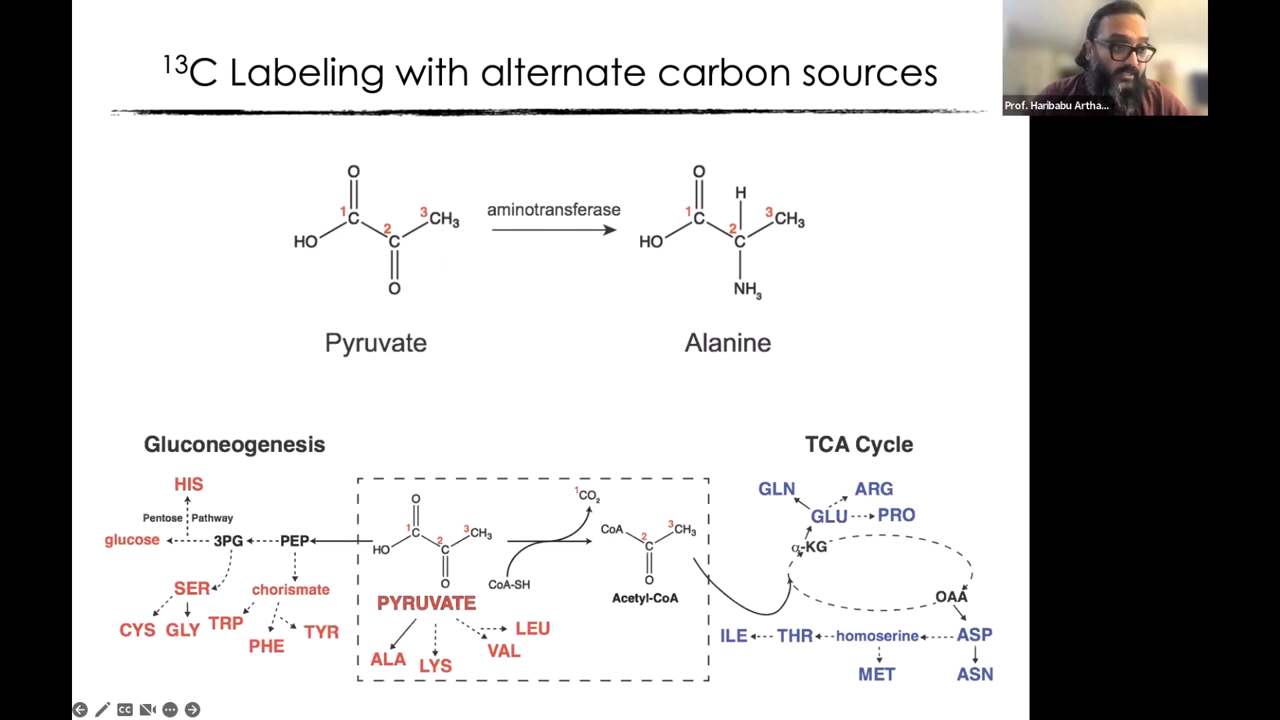 ¹³C Labeling with alternate carbon sources
Prof. Haribabu Artha...
O
1
C
2
3
CH₃
HO
C
O
aminotransferase
O
H
1
C
2
3
CH₃
HO
C
NH₃
Pyruvate
Alanine
Gluconeogenesis
TCA Cycle
HIS
Pentose Pathway
glucose
3PG
PEP
SER
chorismate
CYS
GLY
TRP
PHE
TYR
O
1
C
2
3
CH₃
HO
C
O
PYRUVATE
ALA
LYS
VAL
LEU
¹CO₂
CoA-SH
CoA
2
3
CH₃
C
O
Acetyl-CoA
GLN
ARG
GLU
PRO
α-KG
OAA
ILE
THR
homoserine
ASP
MET
ASN
CC